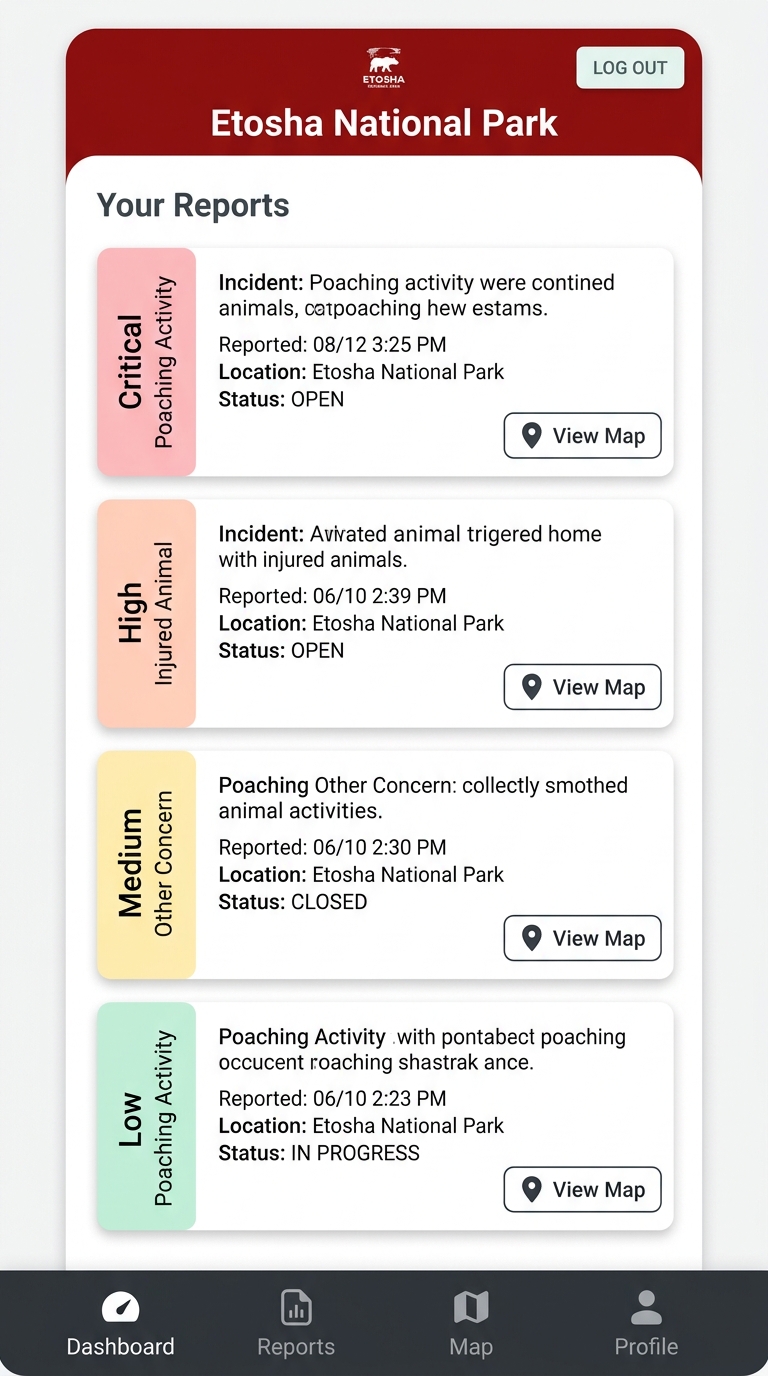 ETOSHA
LOG OUT
Etosha National Park
Your Reports
Critical
Poaching Activity
Incident: Poaching activity were contined
animals, catpoaching hew estams.
Reported: 08/12 3:25 PM
Location: Etosha National Park
Status: OPEN
View Map
High
Injured Animal
Incident: animal trigered home
with injured animals.
Reported: 06/10 2:39 PM
Location: Etosha National Park
Status: OPEN
View Map
Medium
Other Concern
Poaching Other Concern: collectly smothed
animal activities.
Reported: 06/10 2:30 PM
Location: Etosha National Park
Status: CLOSED
View Map
Low
Poaching Activity
Poaching Activity .with pontabect poaching
occucent roaching shastrak ance.
Reported: 06/10 2:23 PM
Location: Etosha National Park
Status: IN PROGRESS
View Map
Dashboard
Reports
Map
Profile